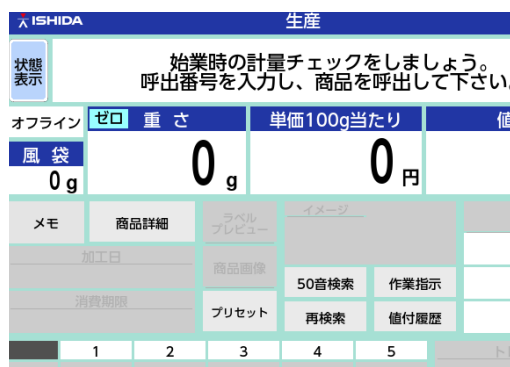 ISHIDA 生産
状態
表示
始業時の計量チェックをしましょう。
呼出番号を入力し、商品を呼出して下さい
オフライン ゼロ 重さ 単価100g当たり 値
風袋
0 g 0 g 0 円
メモ 商品詳細 ラベル
プレビュー イメージ
加工日 商品画像
50音検索 作業指示
消費期限 プリセット 再検索 値付履歴
1 2 3 4 5